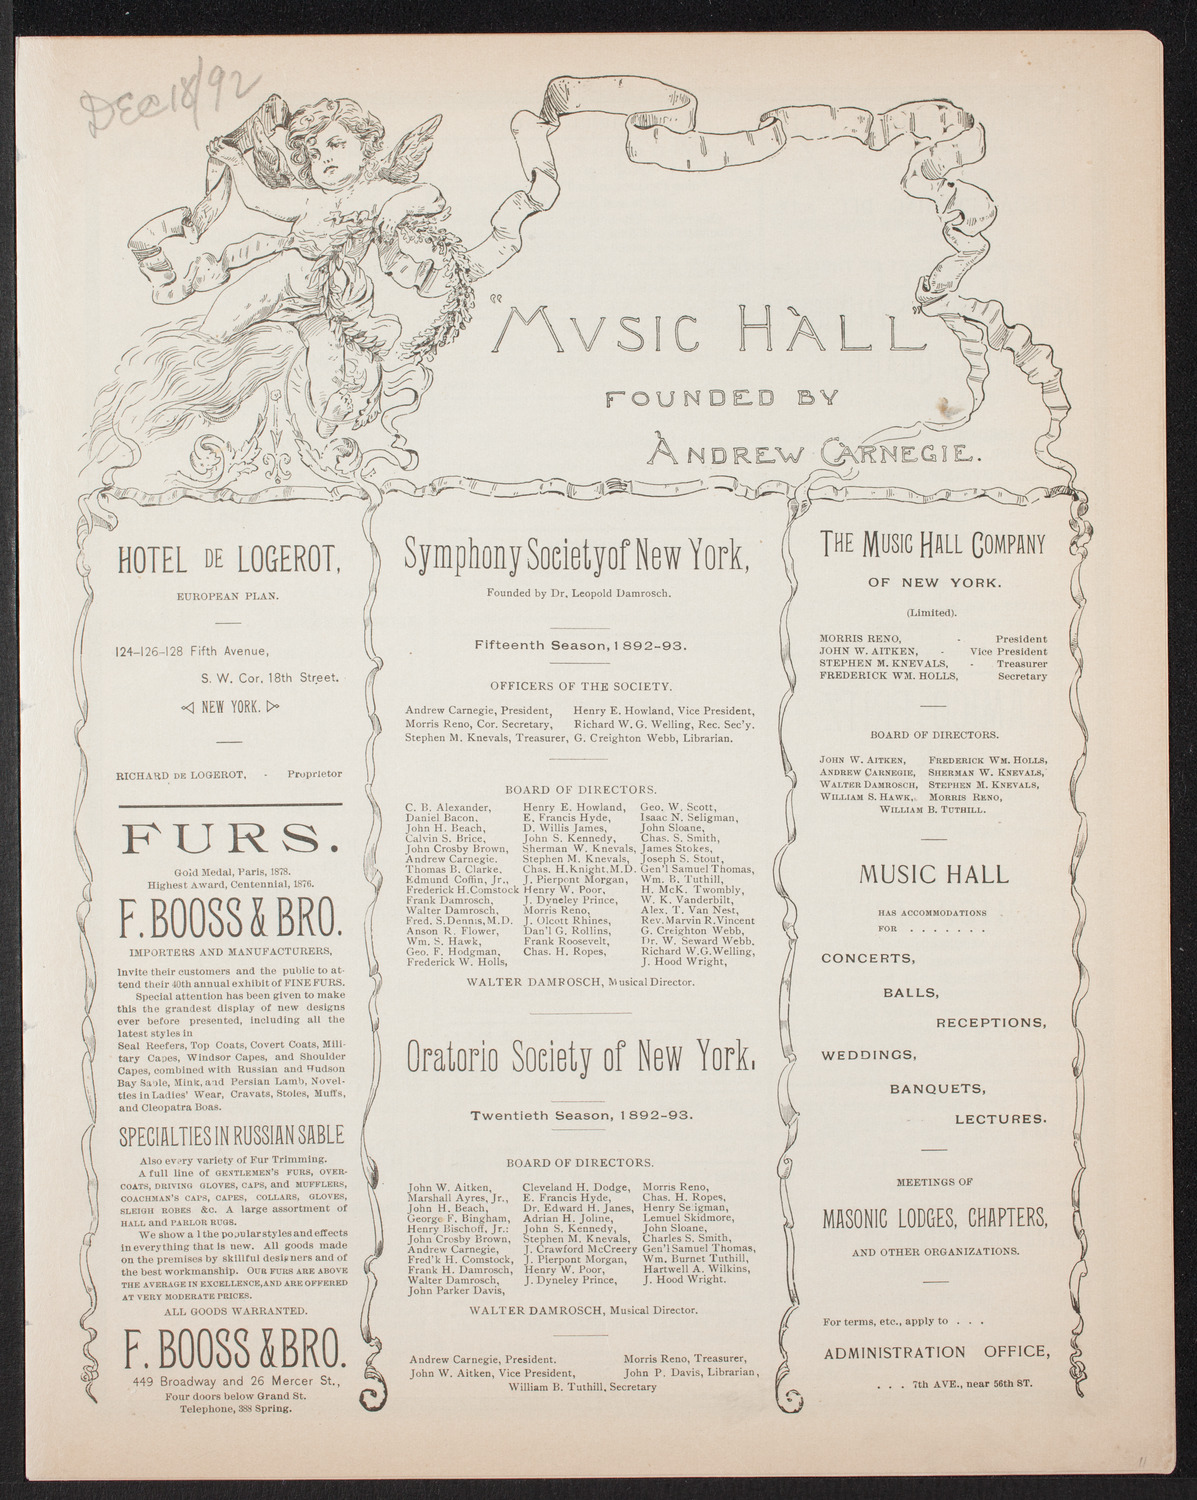 DEC 18/92
"MVSIC HALL"
FOUNDED BY
ANDREW CARNEGIE.
HOTEL DE LOGEROT,
EUROPEAN PLAN.
124-126-128 Fifth Avenue,
S. W. Cor. 18th Street.
NEW YORK.
RICHARD DE LOGEROT, - Proprietor
FURS.
Gold Medal, Paris, 1878.
Highest Award, Centennial, 1876.
F. BOOSS & BRO.
IMPORTERS AND MANUFACTURERS,
Invite their customers and the public to at-
tend their 40th annual exhibit of FINE FURS.
Special attention has been given to make
this the grandest display of new designs
ever before presented, including all the
latest styles in
Seal Reefers, Top Coats, Covert Coats, Mili-
tary Capes, Windsor Capes, and Shoulder
Capes, combined with Russian and Hudson
Bay Sable, Mink, and Persian Lamb, Novel-
ties in Ladies' Wear, Cravats, Stoles, Muffs,
and Cleopatra Boas.
SPECIALTIES IN RUSSIAN SABLE
Also every variety of Fur Trimming.
A full line of GENTLEMEN'S FURS, OVER-
COATS, DRIVING GLOVES, CAPS, and MUFFLERS,
COACHMAN'S CAPS, CAPES, COLLARS, GLOVES,
SLEIGH ROBES &C. A large assortment of
HALL and PARLOR RUGS.
We show a l the popular styles and effects
in everything that is new. All goods made
on the premises by skillful designers and of
the best workmanship. OUR FURS ARE ABOVE
THE AVERAGE IN EXCELLENCE, AND ARE OFFERED
AT VERY MODERATE PRICES.
ALL GOODS WARRANTED.
F. BOOSS & BRO.
449 Broadway and 26 Mercer St.,
Four doors below Grand St.
Telephone, 388 Spring.
Symphony Society of New York,
Founded by Dr. Leopold Damrosch.
Fifteenth Season, 1892-93.
OFFICERS OF THE SOCIETY.
Andrew Carnegie, President, Henry E. Howland, Vice President,
Morris Reno, Cor. Secretary, Richard W. G. Welling, Rec. Sec'y.
Stephen M. Knevals, Treasurer, G. Creighton Webb, Librarian.
BOARD OF DIRECTORS.
C. B. Alexander, Henry E. Howland, Geo. W. Scott,
Daniel Bacon, E. Francis Hyde, Isaac N. Seligman,
John H. Beach, D. Willis James, John Sloane,
Calvin S. Brice, John S. Kennedy, Chas. S. Smith,
John Crosby Brown, Sherman W. Knevals, James Stokes,
Andrew Carnegie. Stephen M. Knevals, Joseph S. Stout,
Thomas B. Clarke, Chas. H. Knight, M.D. Gen'l Samuel Thomas,
Edmund Coffin, Jr., J. Pierpont Morgan, Wm. B. Tuthill,
Frederick H. Comstock Henry W. Poor, H. McK. Twombly,
Frank Damrosch, J. Dyneley Prince, W. K. Vanderbilt,
Walter Damrosch, Morris Reno, Alex. T. Van Nest,
Fred. S. Dennis, M.D. J. Olcott Rhines, Rev. Marvin R. Vincent
Anson R. Flower, Dan'l G. Rollins, G. Creighton Webb,
Wm. S. Hawk, Frank Roosevelt, Dr. W. Seward Webb,
Geo. F. Hodgman, Chas. H. Ropes, Richard W.G. Welling,
Frederick W. Holls, J. Hood Wright,
WALTER DAMROSCH, Musical Director.
Oratorio Society of New York.
Twentieth Season, 1892-93.
BOARD OF DIRECTORS.
John W. Aitken, Cleveland H. Dodge, Morris Reno,
Marshall Ayres, Jr., E. Francis Hyde, Chas. H. Ropes,
John H. Beach, Dr. Edward H. Janes, Henry Seligman,
George F. Bingham, Adrian H. Joline, Lemuel Skidmore,
Henry Bischoff, Jr.: John S. Kennedy, John Sloane,
John Crosby Brown, Stephen M. Knevals, Charles S. Smith,
Andrew Carnegie, J. Crawford McCreery Gen'l Samuel Thomas,
Fred'k H. Comstock, J. Pierpont Morgan, Wm. Burnet Tuthill,
Frank H. Damrosch, Henry W. Poor, Hartwell A. Wilkins,
Walter Damrosch, J. Dyneley Prince, J. Hood Wright.
John Parker Davis,
WALTER DAMROSCH, Musical Director.
Andrew Carnegie, President. Morris Reno, Treasurer,
John W. Aitken, Vice President, John P. Davis, Librarian,
William B. Tuthill, Secretary
THE MUSIC HALL COMPANY
OF NEW YORK.
(Limited).
MORRIS RENO, - President
JOHN W. AITKEN, - Vice President
STEPHEN M. KNEVALS, - Treasurer
FREDERICK WM. HOLLS, Secretary
BOARD OF DIRECTORS.
JOHN W. AITKEN, FREDERICK WM. HOLLS,
ANDREW CARNEGIE, SHERMAN W. KNEVALS,
WALTER DAMROSCH, STEPHEN M. KNEVALS,
WILLIAM S. HAWK, MORRIS RENO,
WILLIAM B. TUTHILL.
MUSIC HALL
HAS ACCOMMODATIONS
FOR . . . . . . .
CONCERTS,
BALLS,
RECEPTIONS,
WEDDINGS,
BANQUETS,
LECTURES.
MEETINGS OF
MASONIC LODGES, CHAPTERS,
AND OTHER ORGANIZATIONS.
For terms, etc., apply to . . .
ADMINISTRATION OFFICE,
. . . 7th AVE., near 56th ST.